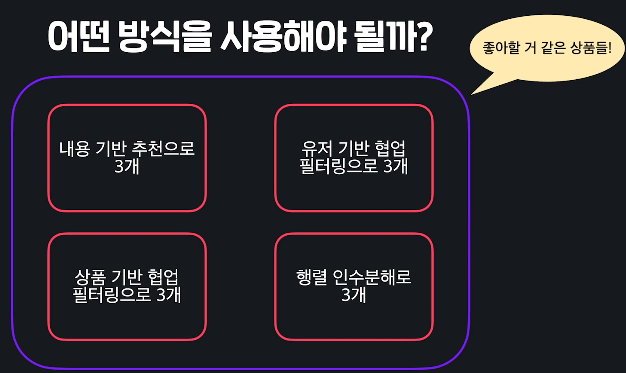 어떤 방식을 사용해야 될까?
좋아할 거 같은 상품들!
내용 기반 추천으로
3개
유저 기반 협업
필터링으로 3개
상품 기반 협업
필터링으로 3개
행렬 인수분해로
3개